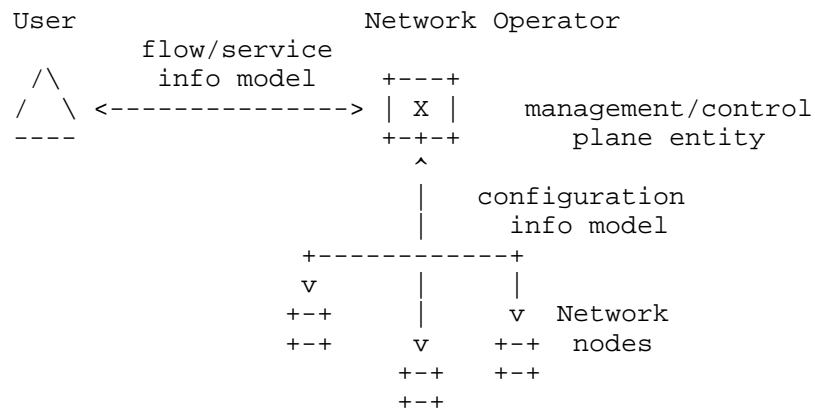 User Network Operator
flow/service
info model
X management/control
plane entity
configuration
info model
v
v Network
v nodes